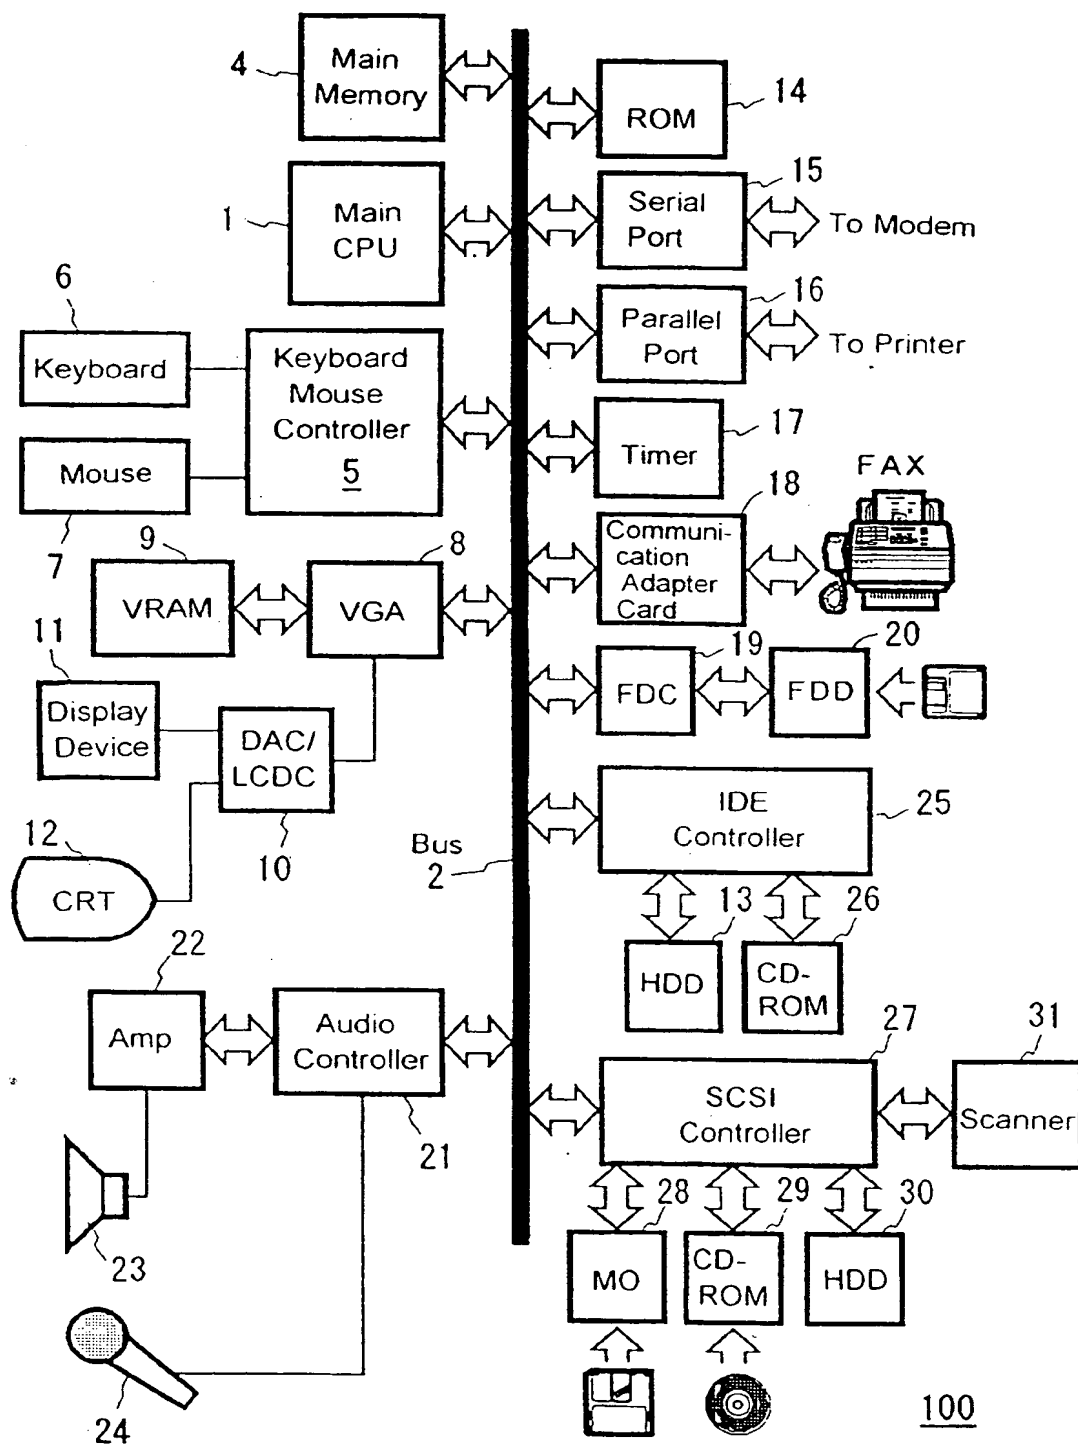 4
Main
Memory
ROM
14
1
Main
CPU
Serial
Port
15
To Modem
6
Keyboard
Keyboard
Mouse
Controller
5
Parallel
Port
16
To Printer
Mouse
7
Timer
17
FAX
9
VRAM
8
VGA
Communi-
cation
Adapter
Card
18
11
Display
Device
DAC/
LCDC
10
FDC
19
FDD
20
12
CRT
Bus
2
IDE
Controller
25
HDD
13
CD-
ROM
26
22
Amp
Audio
Controller
21
SCSI
Controller
27
Scanner
31
23
24
MO
28
CD-
ROM
29
HDD
30
100